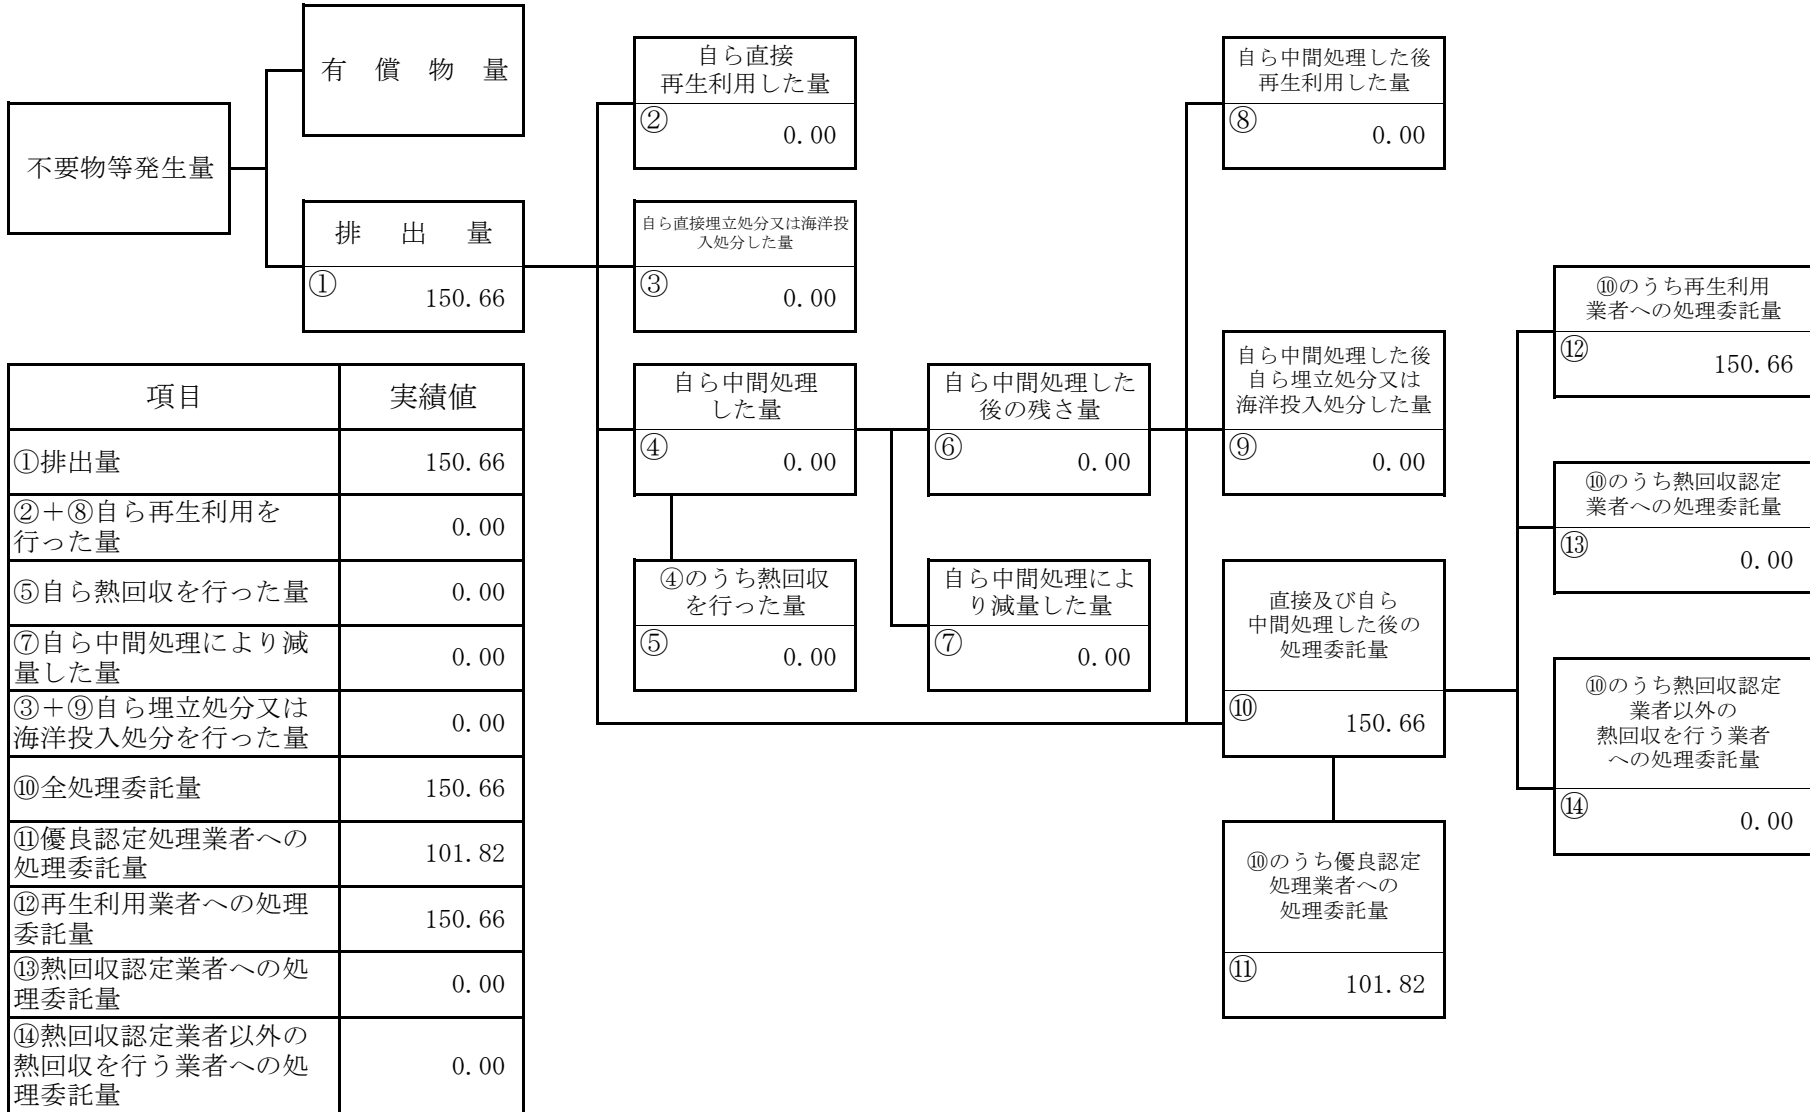 有償物量
不要物等発生量
排出量
① 150.66
自ら直接
再生利用した量
② 0.00
自ら直接埋立処分又は海洋投
入処分した量
③ 0.00
自ら中間処理
した量
④ 0.00
④のうち熱回収
を行った量
⑤ 0.00
自ら中間処理した
後の残さ量
⑥ 0.00
自ら中間処理によ
り減量した量
⑦ 0.00
自ら中間処理した後
再生利用した量
⑧ 0.00
自ら中間処理した後
自ら埋立処分又は
海洋投入処分した量
⑨ 0.00
直接及び自ら
中間処理した後の
処理委託量
⑩ 150.66
⑩のうち優良認定
処理業者への
処理委託量
⑪ 101.82
⑩のうち再生利用
業者への処理委託量
⑫ 150.66
⑩のうち熱回収認定
業者への処理委託量
⑬ 0.00
⑩のうち熱回収認定
業者以外の
熱回収を行う業者
への処理委託量
⑭ 0.00
項目 実績値
①排出量 150.66
②+⑧自ら再生利用を
行った量 0.00
⑤自ら熱回収を行った量 0.00
⑦自ら中間処理により減
量した量 0.00
③+⑨自ら埋立処分又は
海洋投入処分を行った量 0.00
⑩全処理委託量 150.66
⑪優良認定処理業者への
処理委託量 101.82
⑫再生利用業者への処理
委託量 150.66
⑬熱回収認定業者への処
理委託量 0.00
⑭熱回収認定業者以外の
熱回収を行う業者への処
理委託量 0.00